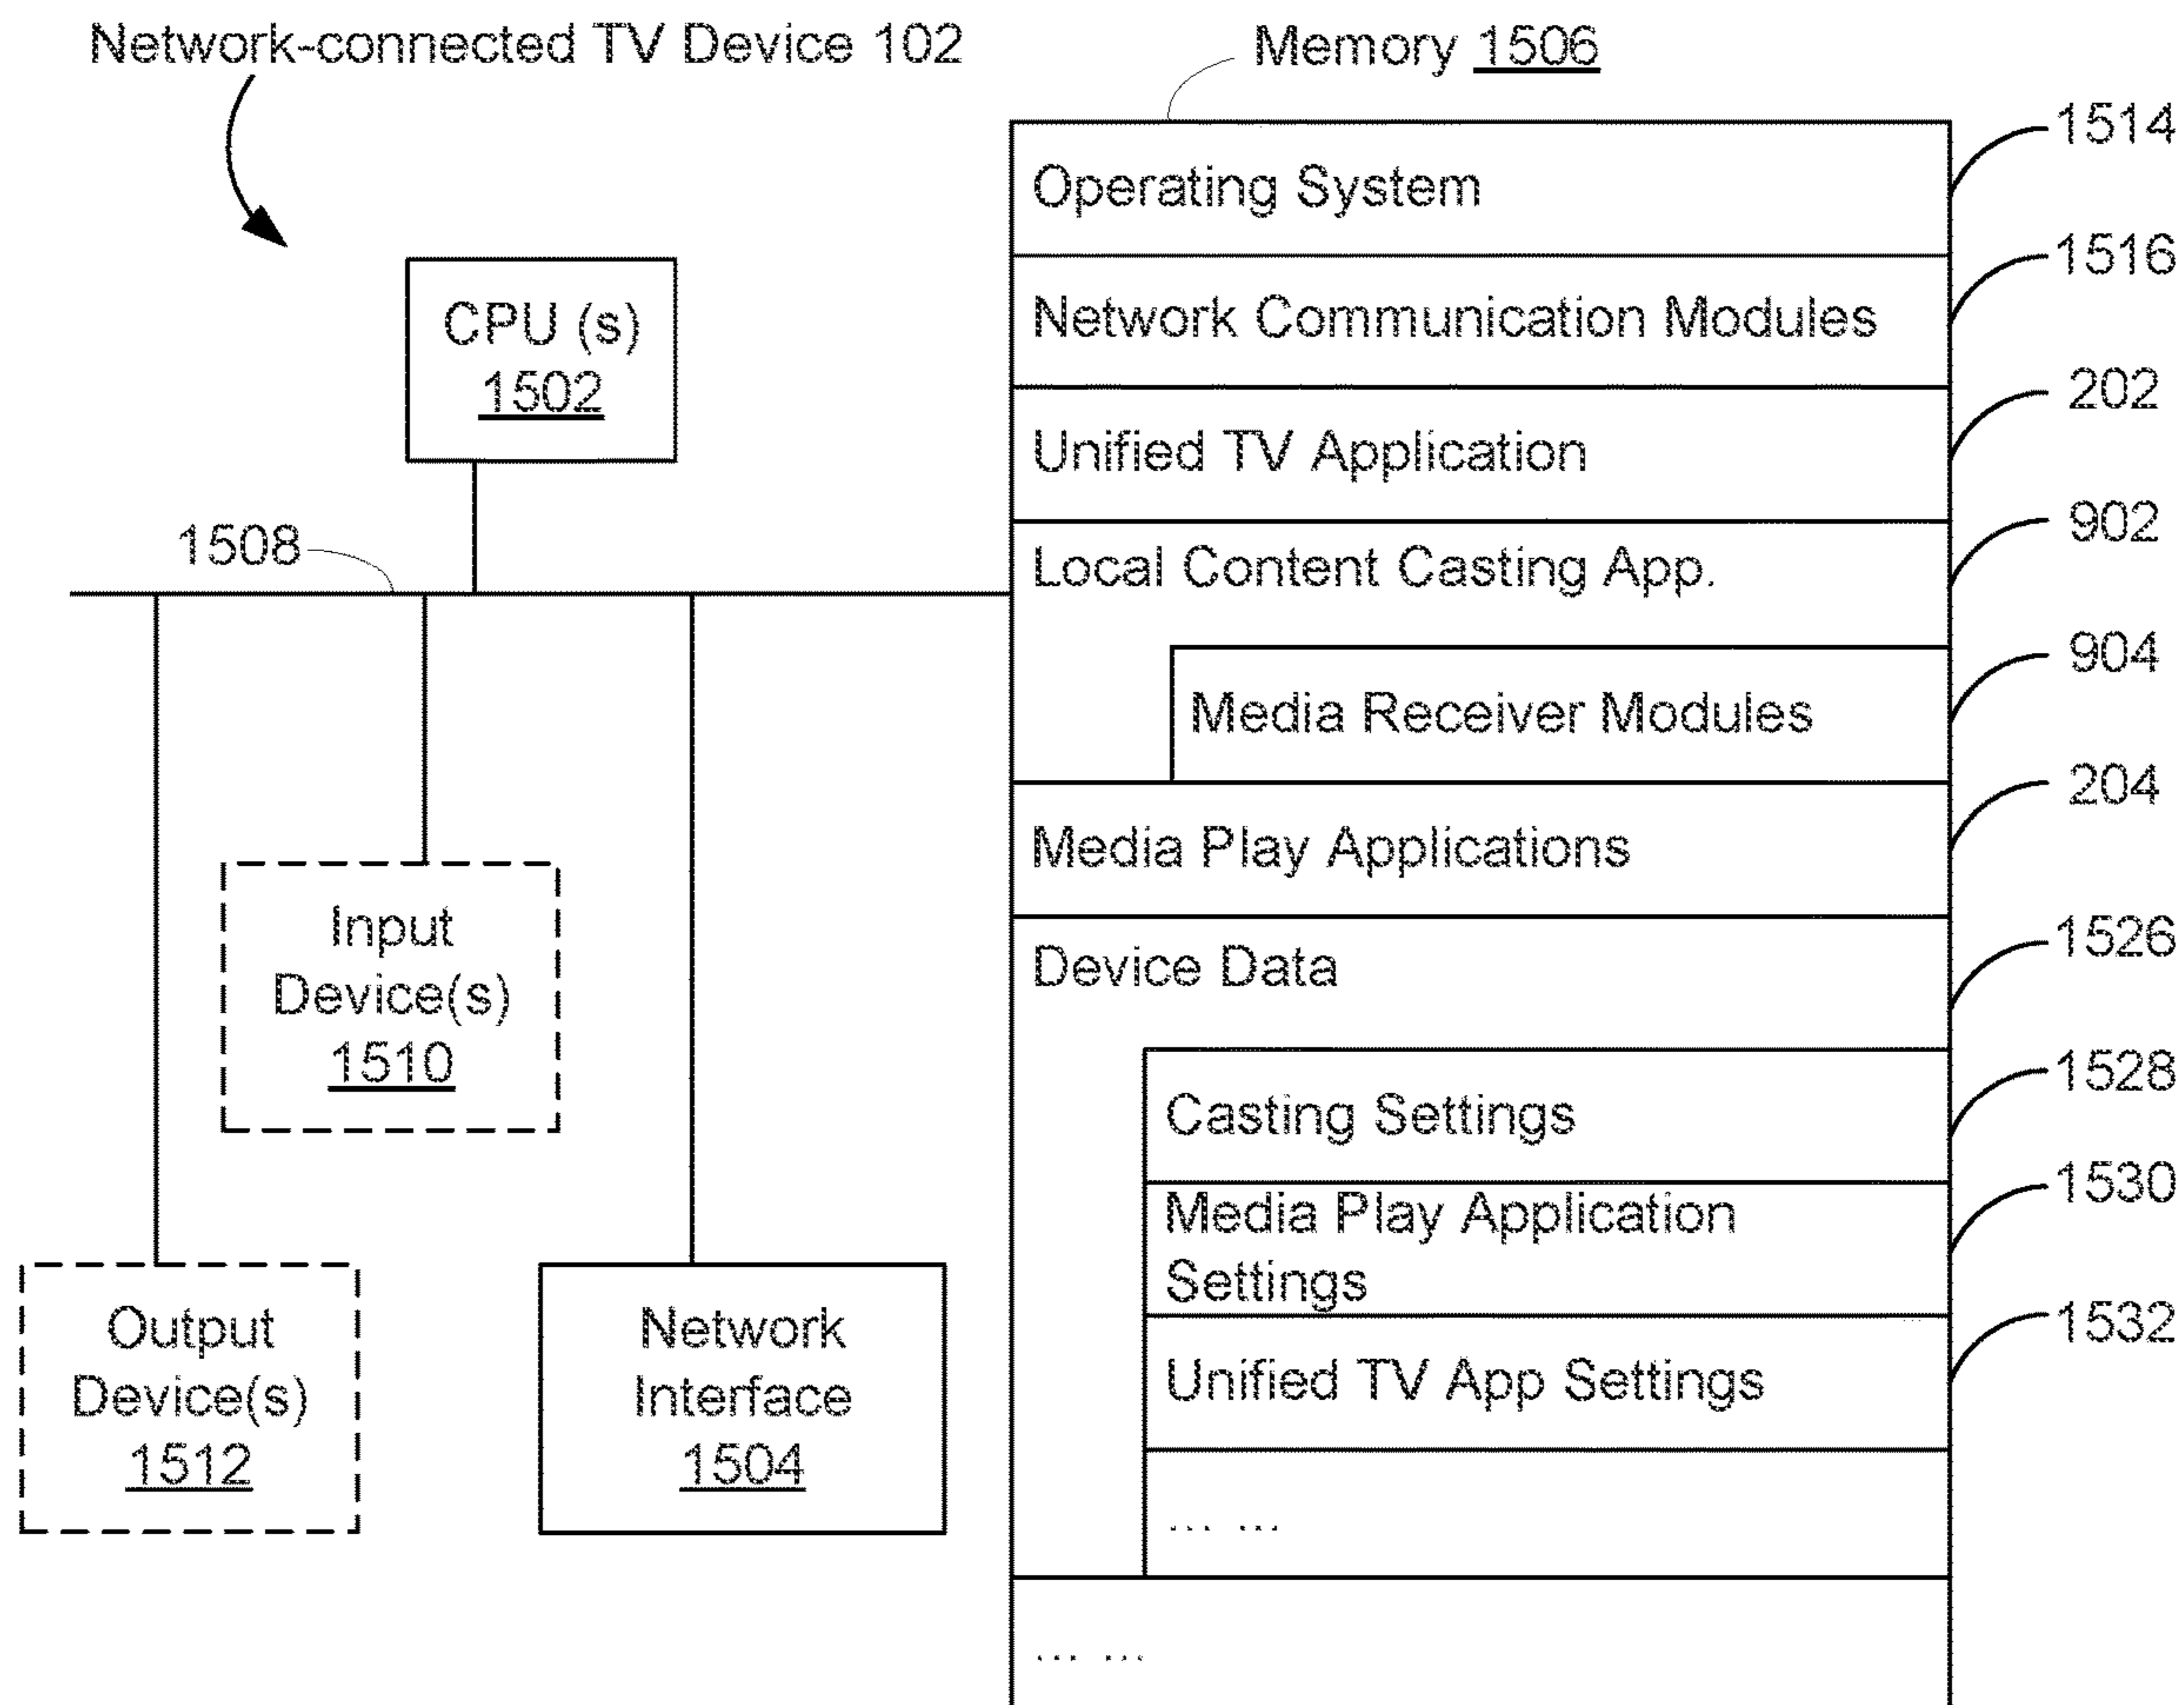 Network-connected TV Device 102
Memory 1506
CPU (s)
1502
1508
Input
Device(s)
1510
Output
Device(s)
1512
Network
Interface
1504
Operating System
1514
Network Communication Modules
1516
Unified TV Application
202
Local Content Casting App.
902
Media Receiver Modules
904
Media Play Applications
204
Device Data
1526
Casting Settings
1528
Media Play Application
Settings
1530
Unified TV App Settings
1532
... ...
... ...